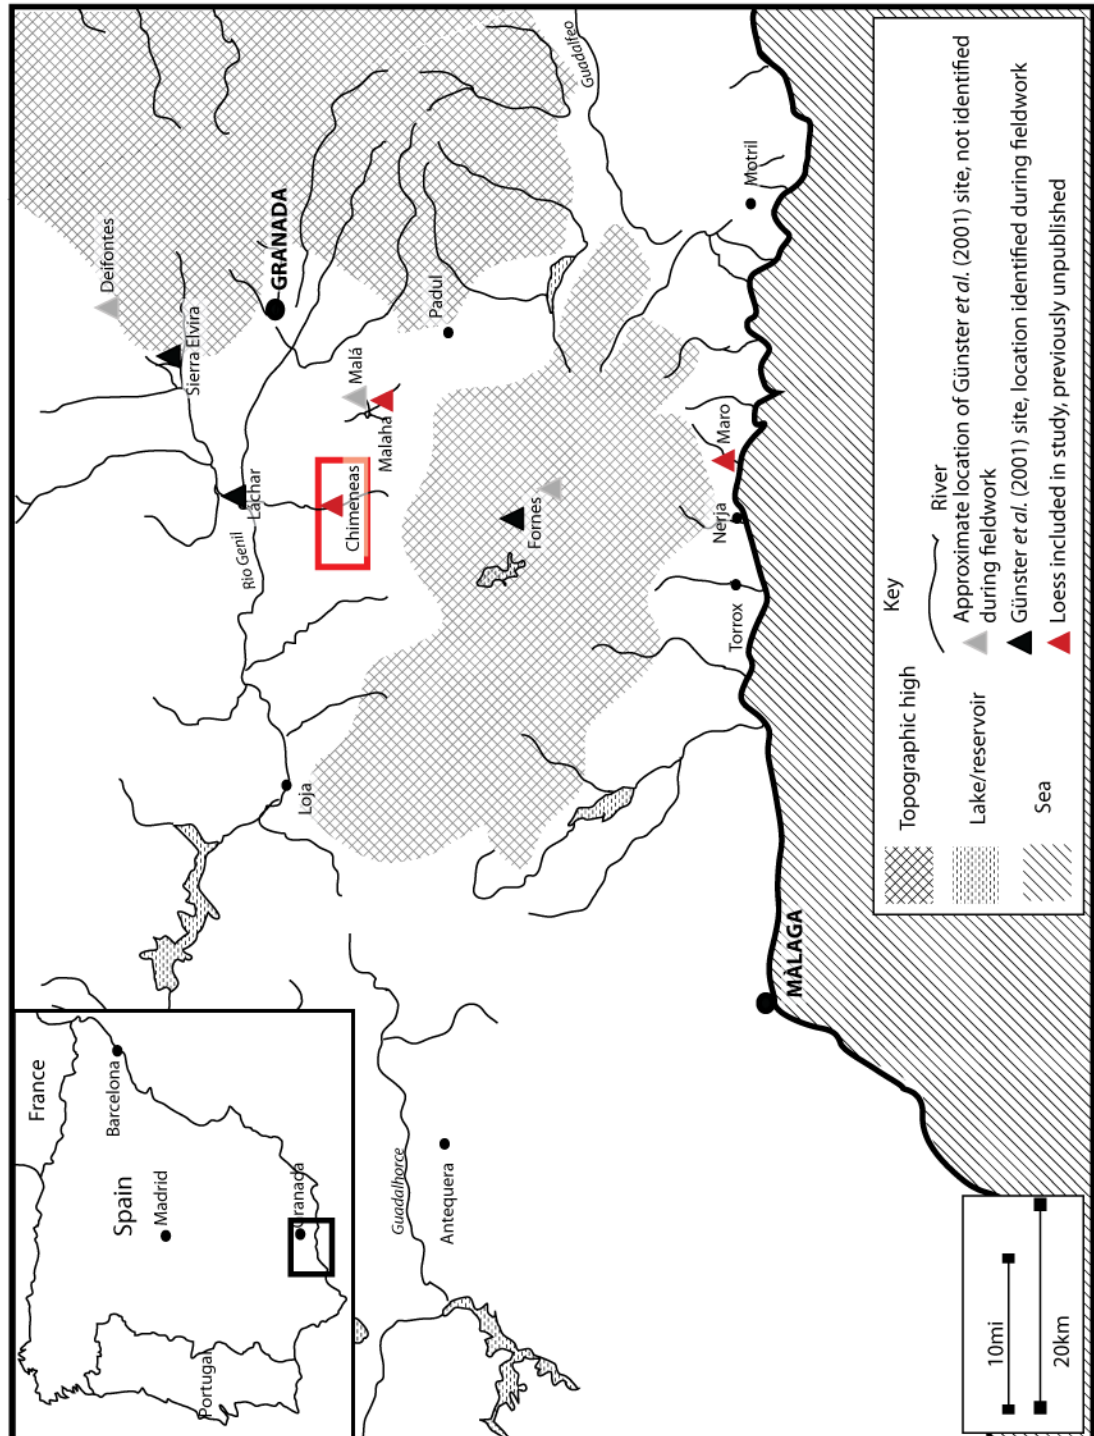 France
Barcelona
Spain
Madrid
Granada
Portugal
Guadalhorce
Antequera
MÀLAGA
Loja
Rio Genil
Láchar
Sierra Elvira
Deifontes
GRANADA
Chimeneas
Malá
Malaha
Padul
Fornes
Guadalfeo
Motril
Maro
Nerja
Torrox
10mi
20km
Key
Topographic high
Lake/reservoir
Sea
River
Approximate location of Günster et al. (2001) site, not identified
during fieldwork
Günster et al. (2001) site, location identified during fieldwork
Loess included in study, previously unpublished